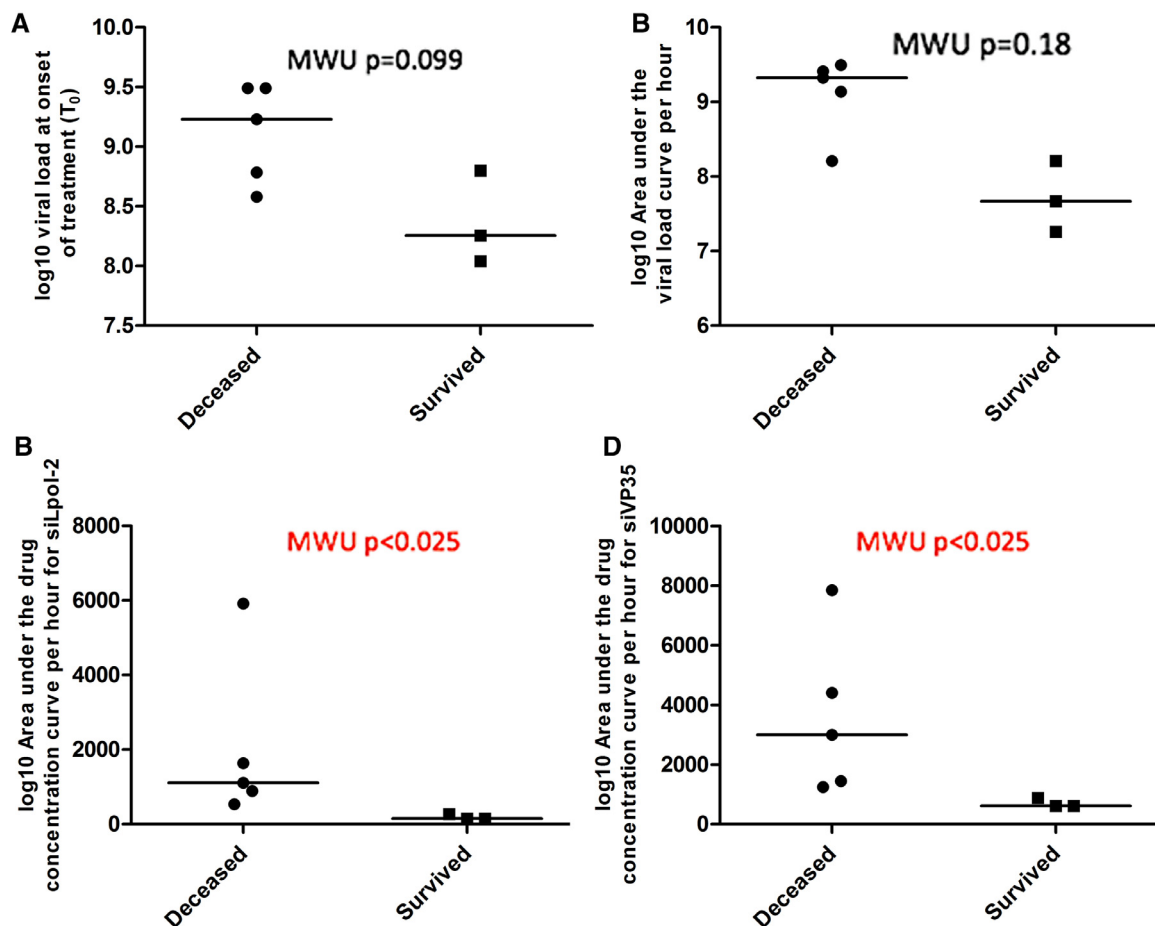 A
log10 viral load at onset
of treatment (T0)
10.0
9.5
9.0
8.5
8.0
7.5
MWU p=0.099
Deceased
Survived
B
log10 Area under the
viral load curve per hour
10
9
8
7
6
MWU p=0.18
Deceased
Survived
B
log10 Area under the drug
concentration curve per hour for siLpol-2
8000
6000
4000
2000
0
MWU p<0.025
Deceased
Survived
D
log10 Area under the drug
concentration curve per hour for siVP35
10000
8000
6000
4000
2000
0
MWU p<0.025
Deceased
Survived